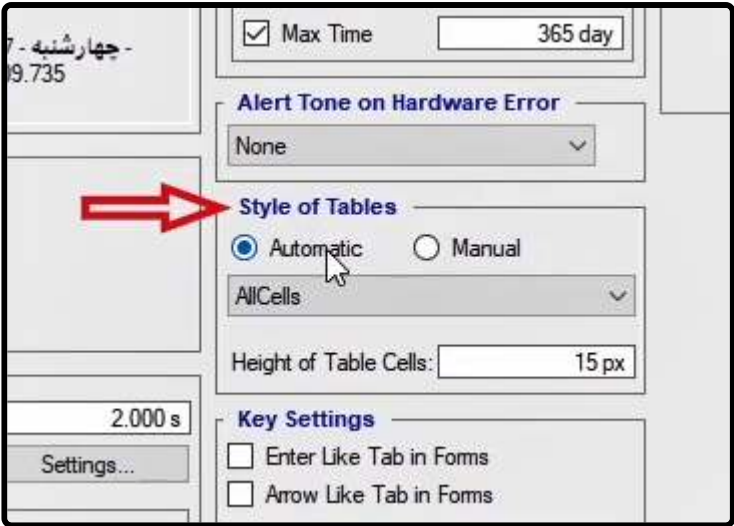 - چهارشنبه - 7
09.735
Max Time 365 day
Alert Tone on Hardware Error
None
Style of Tables
Automatic Manual
AllCells
Height of Table Cells: 15 px
2.000 s
Settings...
Key Settings
Enter Like Tab in Forms
Arrow Like Tab in Forms